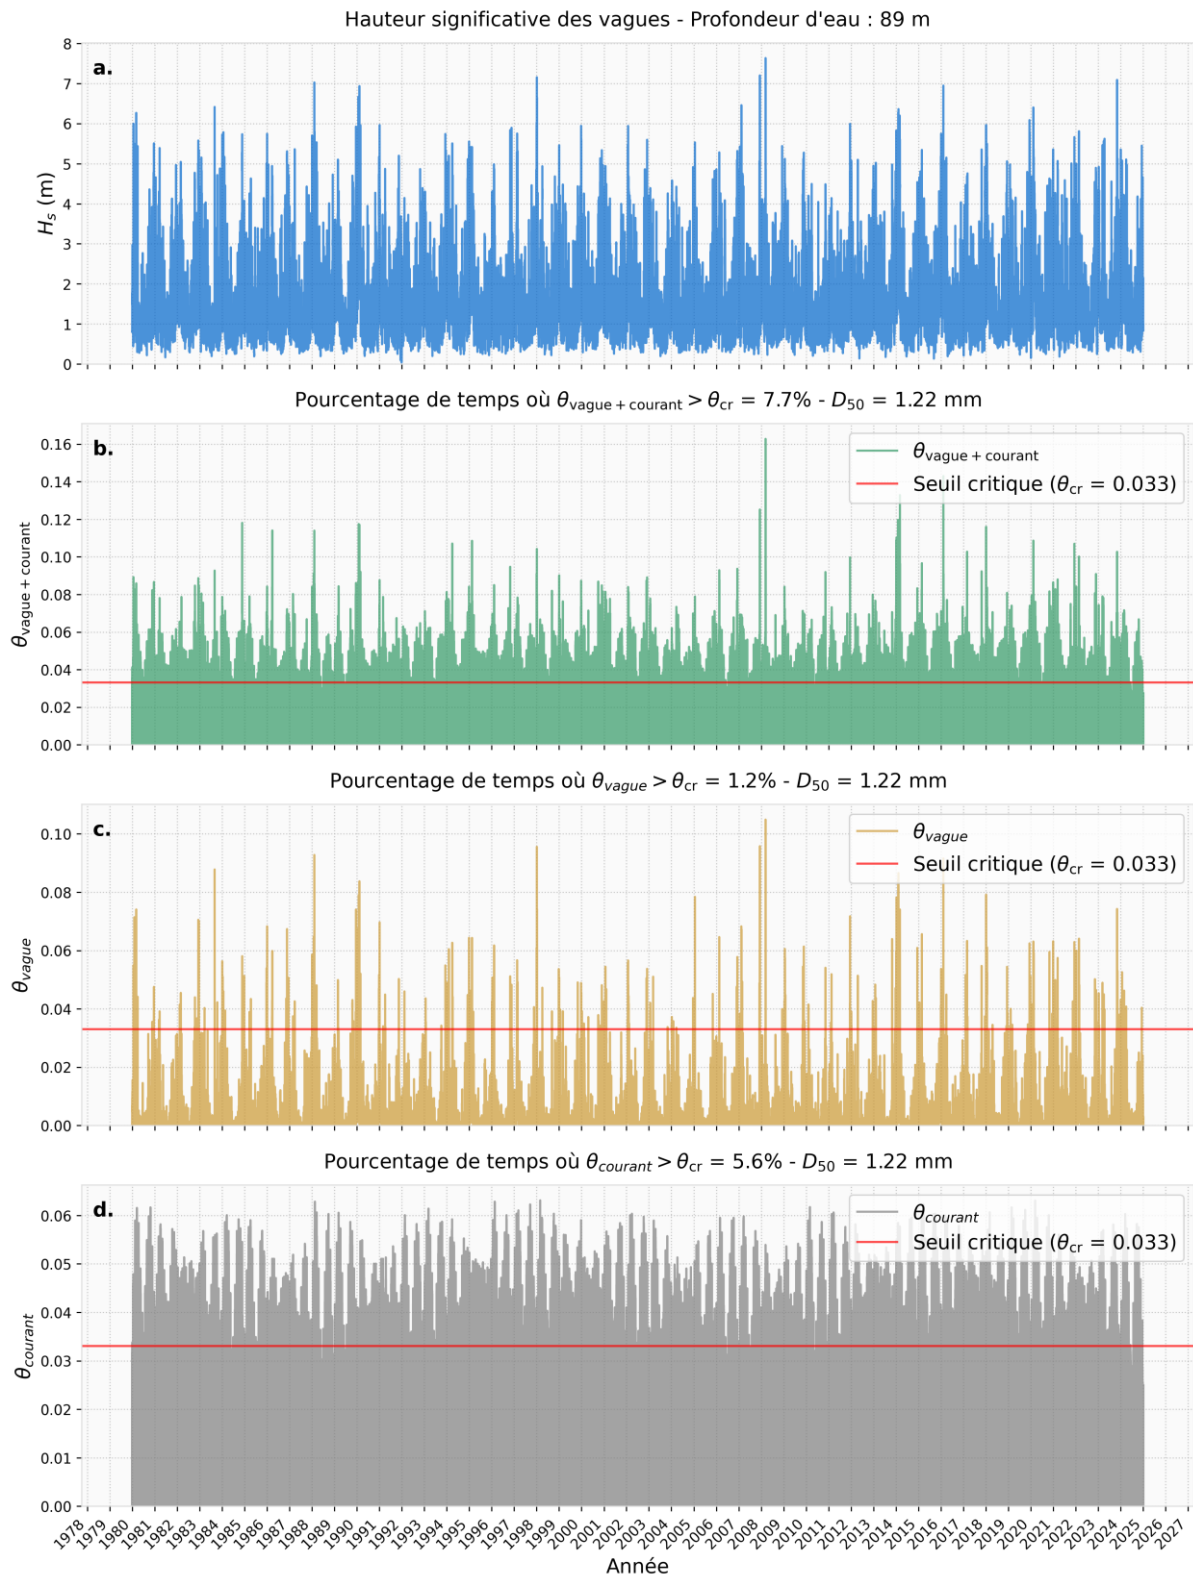 Hauteur significative des vagues - Profondeur d'eau : 89 m
a.
8
7
6
5
4
3
2
1
0
H_s (m)
Pourcentage de temps où θ_vague + courant > θ_cr = 7.7% - D_50 = 1.22 mm
b.
0.16
0.14
0.12
0.10
0.08
0.06
0.04
0.02
0.00
θ_vague + courant
θ_vague + courant
Seuil critique (θ_cr = 0.033)
Pourcentage de temps où θ_vague > θ_cr = 1.2% - D_50 = 1.22 mm
c.
0.10
0.08
0.06
0.04
0.02
0.00
θ_vague
θ_vague
Seuil critique (θ_cr = 0.033)
Pourcentage de temps où θ_courant > θ_cr = 5.6% - D_50 = 1.22 mm
d.
0.06
0.05
0.04
0.03
0.02
0.01
0.00
θ_courant
θ_courant
Seuil critique (θ_cr = 0.033)
1978 1979 1980 1981 1982 1983 1984 1985 1986 1987 1988 1989 1990 1991 1992 1993 1994 1995 1996 1997 1998 1999 2000 2001 2002 2003 2004 2005 2006 2007 2008 2009 2010 2011 2012 2013 2014 2015 2016 2017 2018 2019 2020 2021 2022 2023 2024 2025 2026 2027
Année